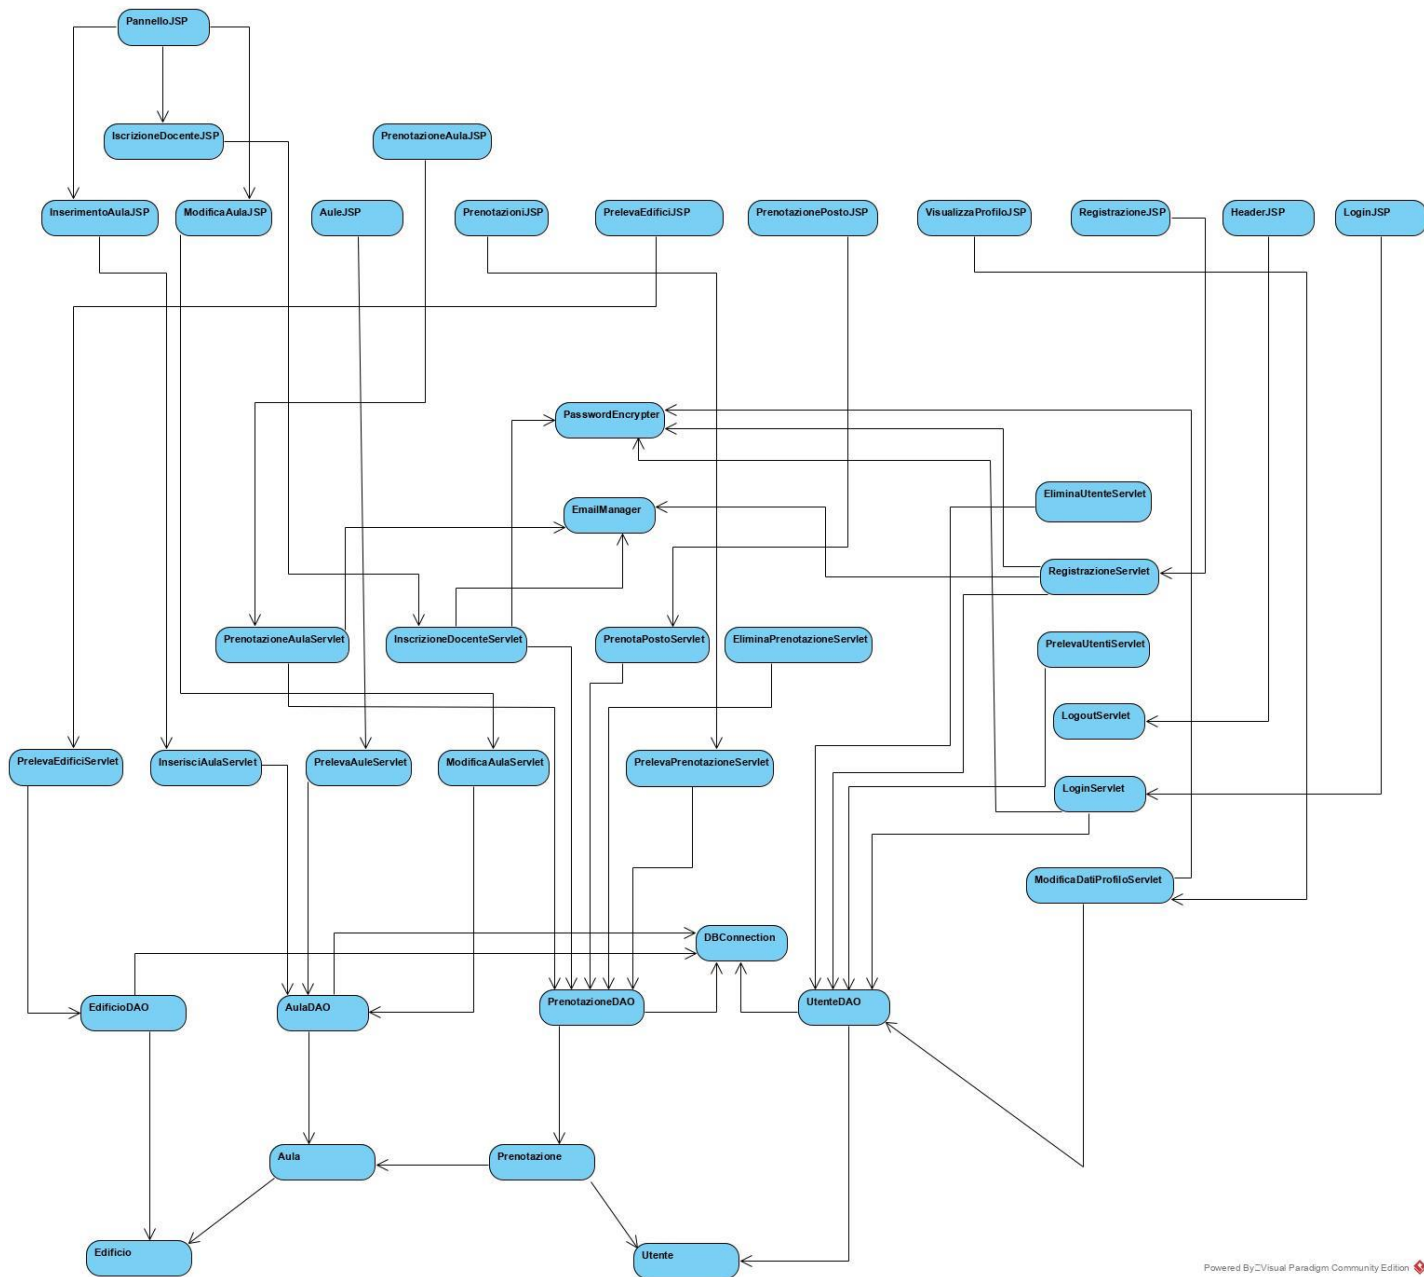 PannelloJSP
IscrizioneDocenteJSP
PrenotazioneAulaJSP
InserimentoAulaJSP
ModificaAulaJSP
AuleJSP
PrenotazioniJSP
PrelevaEdificiJSP
PrenotazionePostoJSP
VisualizzaProfiloJSP
RegistrazioneJSP
HeaderJSP
LoginJSP
PasswordEncrypter
EliminaUtenteServlet
EmailManager
RegistrazioneServlet
PrenotazioneAulaServlet
InscrizioneDocenteServlet
PrenotaPostoServlet
EliminaPrenotazioneServlet
PrelevaUtentiServlet
LogoutServlet
PrelevaEdificiServlet
InserisciAulaServlet
PrelevaAuleServlet
ModificaAulaServlet
PrelevaPrenotazioneServlet
LoginServlet
ModificaDatiProfiloServlet
DBConnection
EdificioDAO
AulaDAO
PrenotazioneDAO
UtenteDAO
Aula
Prenotazione
Edificio
Utente
Powered By Visual Paradigm Community Edition